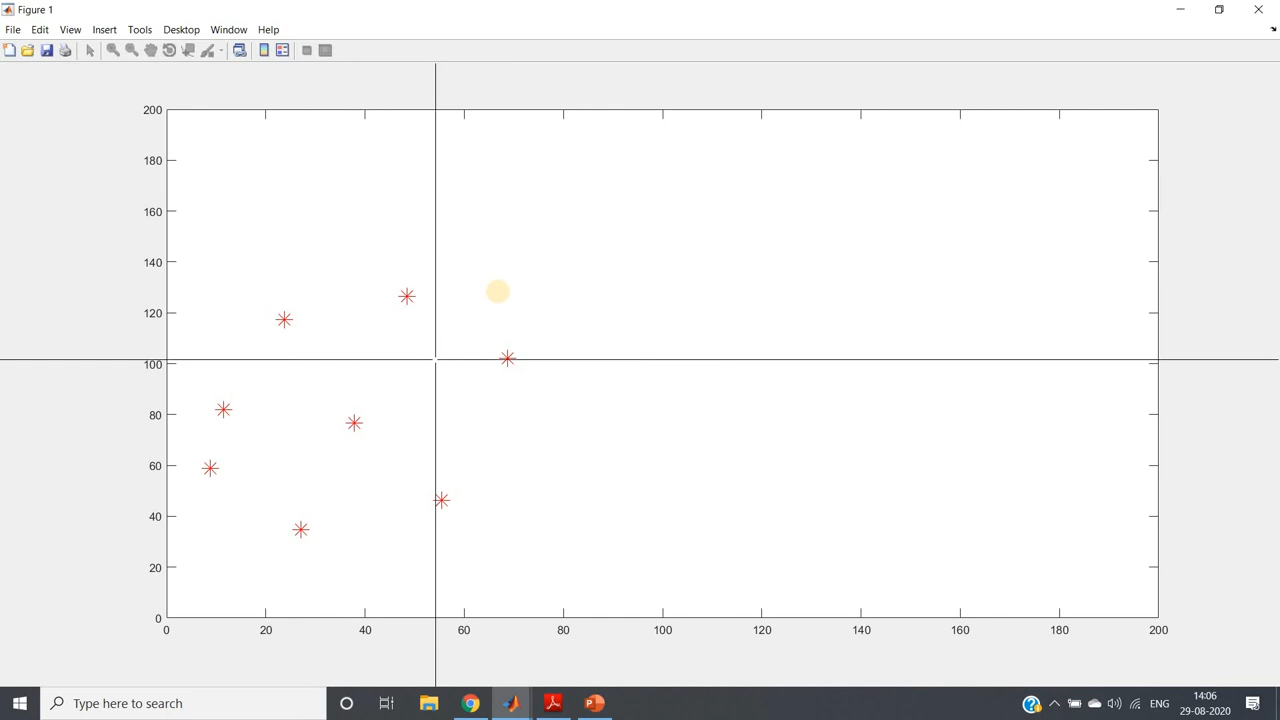 Figure 1
File Edit View Insert Tools Desktop Window Help
200
180
160
140
120
100
80
60
40
20
0
0 20 40 60 80 100 120 140 160 180 200
Type here to search
ENG
14:06
29-08-2020